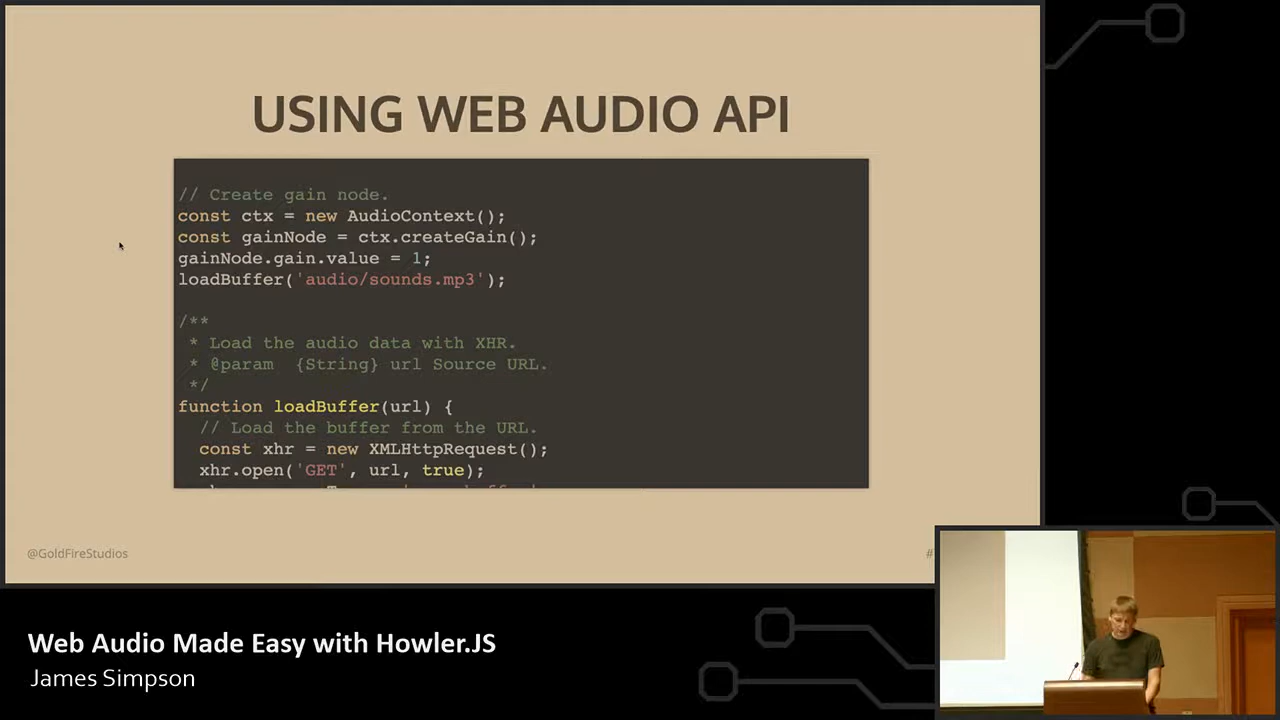 USING WEB AUDIO API
// Create gain node.
const ctx = new AudioContext();
const gainNode = ctx.createGain();
gainNode.gain.value = 1;
loadBuffer('audio/sounds.mp3');
/**
 * Load the audio data with XHR.
 * @param  {String} url Source URL.
 */
function loadBuffer(url) {
  // Load the buffer from the URL.
  const xhr = new XMLHttpRequest();
  xhr.open('GET', url, true);
@GoldFireStudios
#
Web Audio Made Easy with Howler.JS
James Simpson